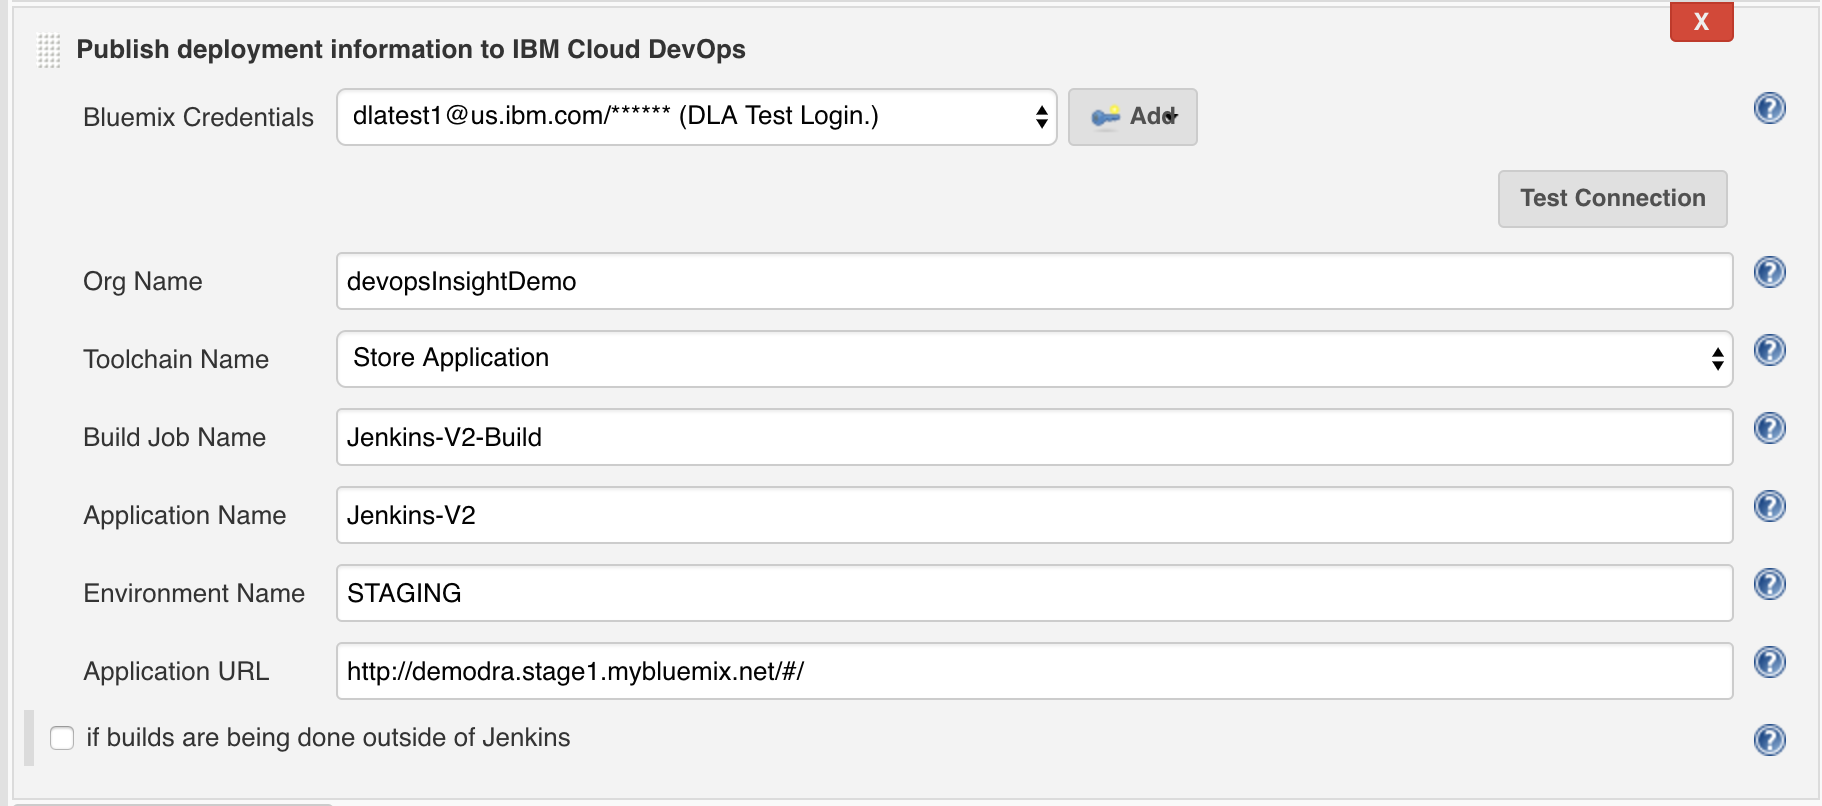 X
Publish deployment information to IBM Cloud DevOps
Bluemix Credentials dlatest1@us.ibm.com/****** (DLA Test Login.) Add ?
Test Connection
Org Name devopsInsightDemo ?
Toolchain Name Store Application ?
Build Job Name Jenkins-V2-Build ?
Application Name Jenkins-V2 ?
Environment Name STAGING ?
Application URL http://demodra.stage1.mybluemix.net/#/ ?
if builds are being done outside of Jenkins ?